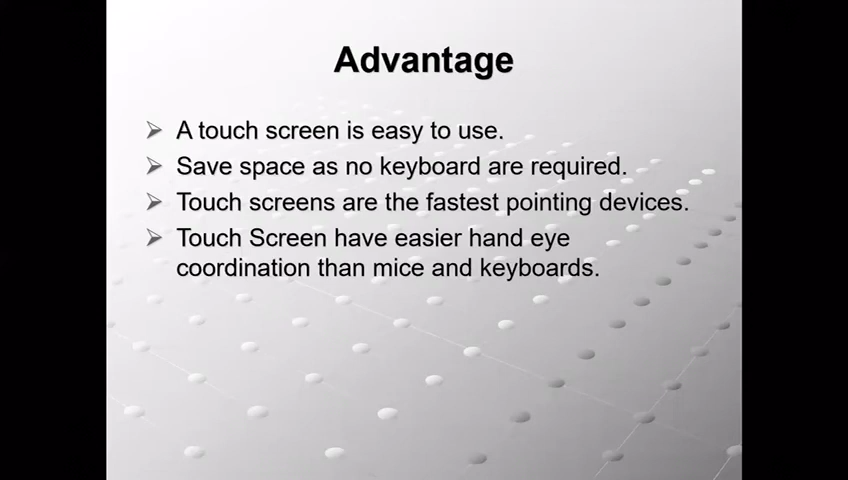 Advantage
A touch screen is easy to use.
Save space as no keyboard are required.
Touch screens are the fastest pointing devices.
Touch Screen have easier hand eye
coordination than mice and keyboards.